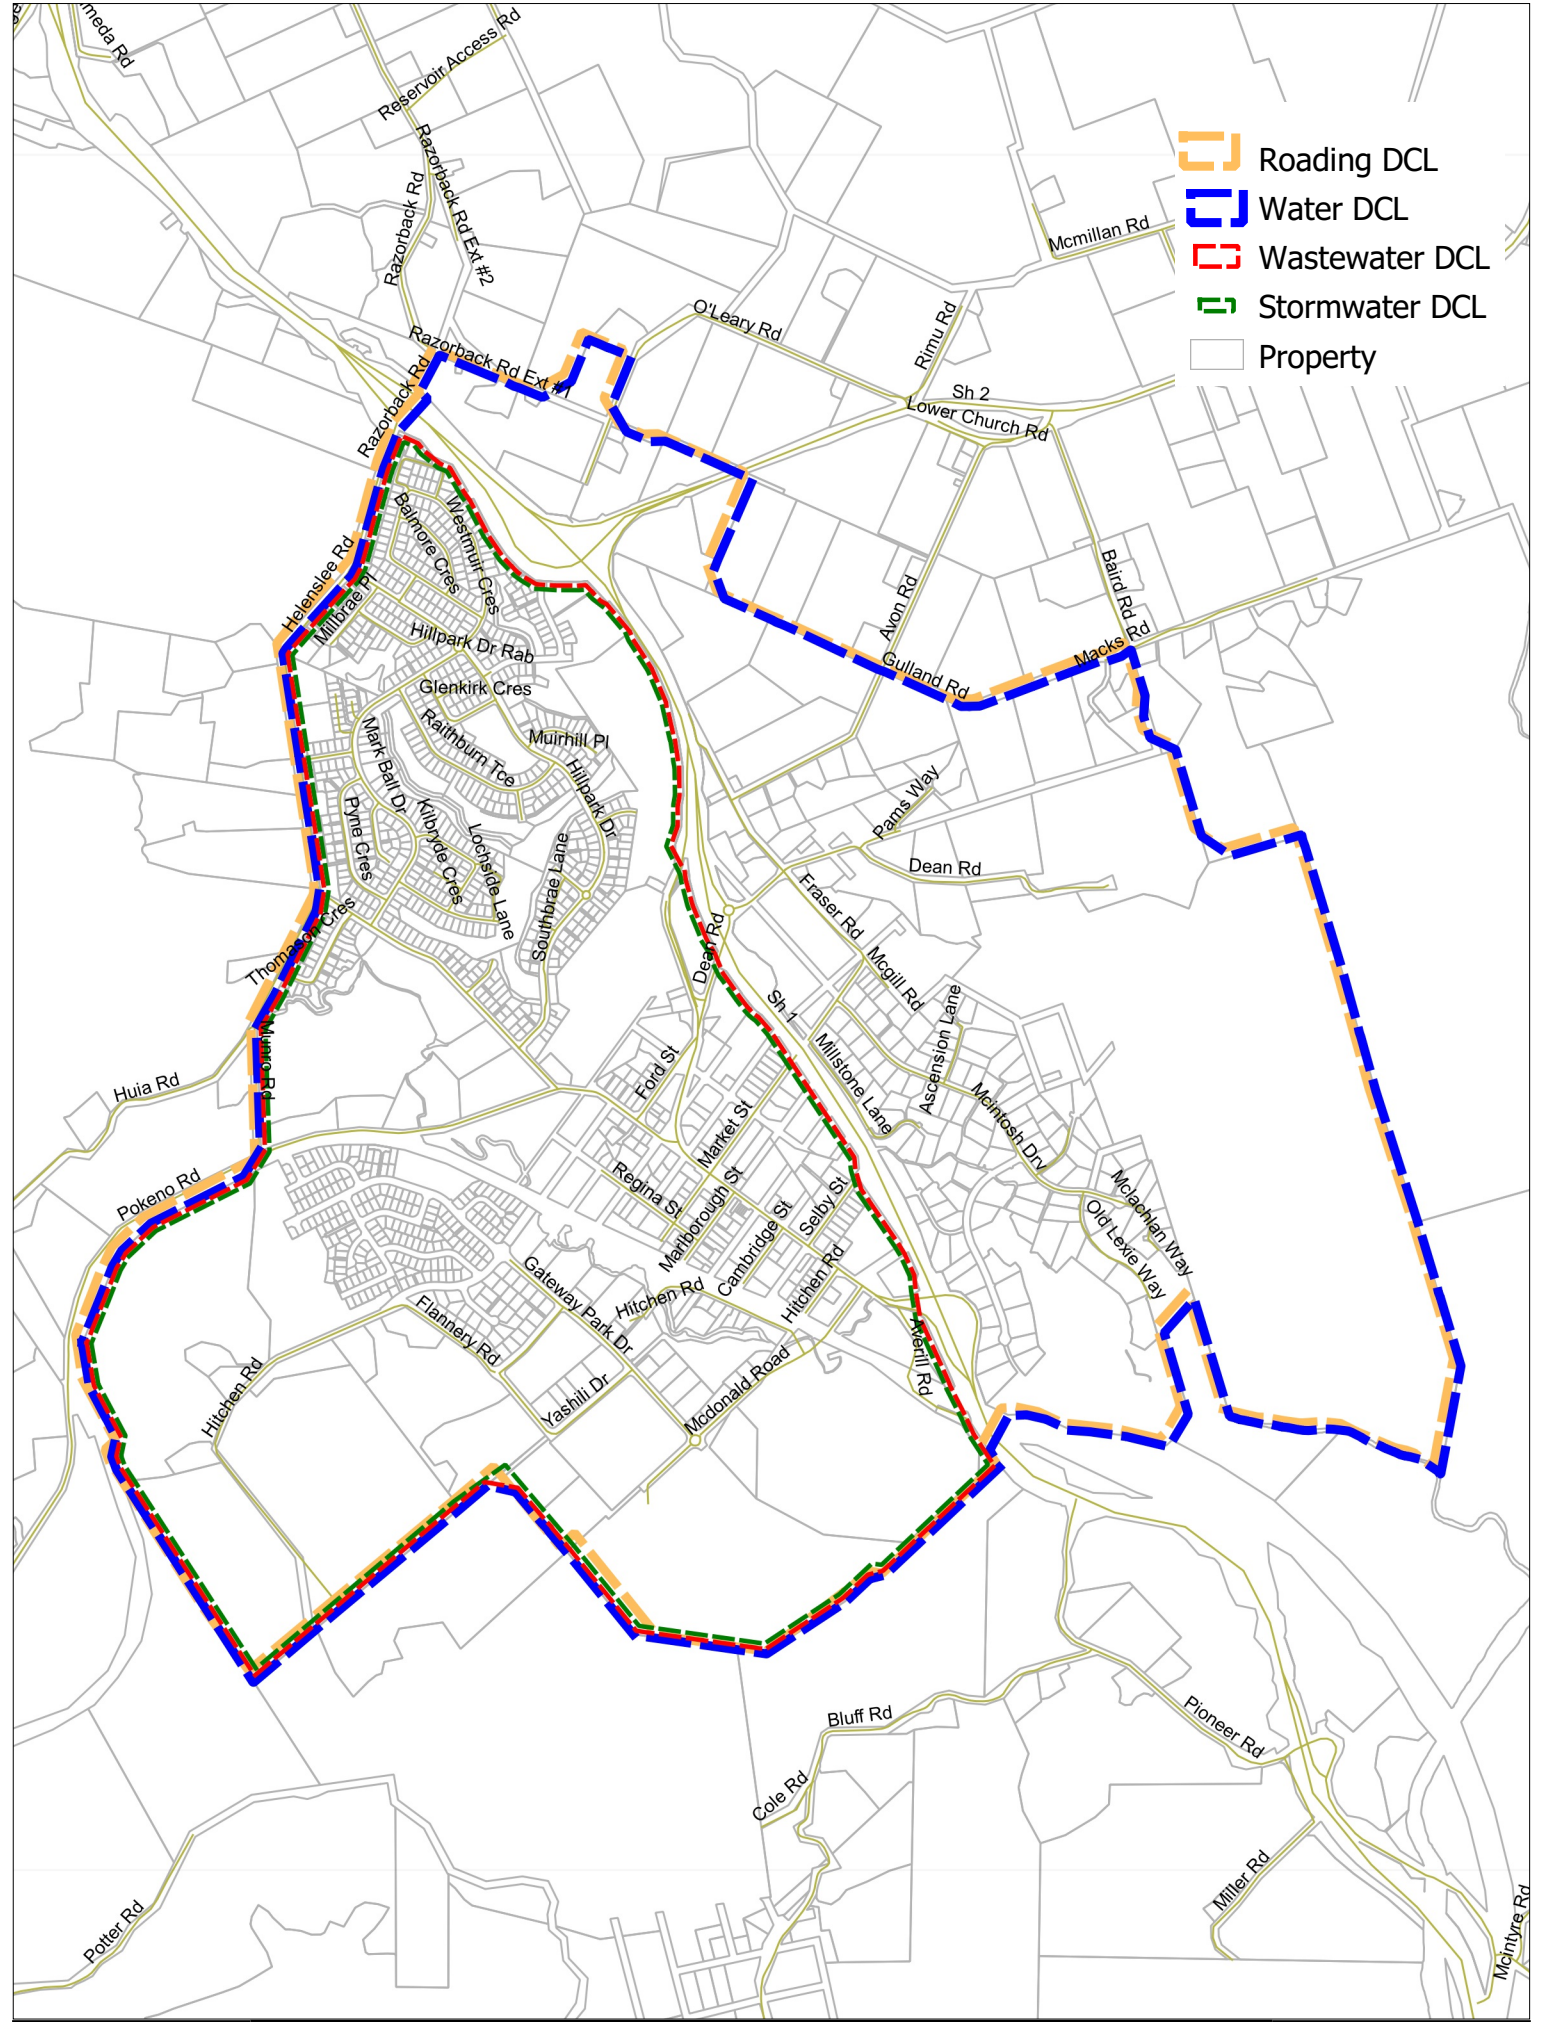 meda Rd
Reservoir Access Rd
Razorback Rd Ext #2
Razorback Rd
Roading DCL
Water DCL
Wastewater DCL
Stormwater DCL
Property
Mcmillan Rd
O'Leary Rd
Rimu Rd
Razorback Rd Ext #1
Razorback Rd
Sh 2
Lower Church Rd
Balmore Cres
Westmuir Cres
Helenslee Rd
Millbrae Pl
Hillpark Dr Rab
Avon Rd
Baird Rd
Macks Rd
Gulland Rd
Glenkirk Cres
Raithburn Tce
Muirhill Pl
Mark Ball Dr
Hillpark Dr
Pyne Cres
Kilbryde Cres
Lochside Lane
Southbrae Lane
Pams Way
Dean Rd
Fraser Rd
Thomason Cres
Dean Rd
Mcgill Rd
Sh 1
Ascension Lane
Munro Rd
Huia Rd
Ford St
Millstone Lane
Mcintosh Drv
Market St
Regina St
Marlborough St
Cambridge St
Selby St
Mclachlan Way
Old Lexie Way
Pokeno Rd
Gateway Park Dr
Hitchen Rd
Hitchen Rd
Flannery Rd
Averill Rd
Hitchen Rd
Yashili Dr
Mcdonald Road
Bluff Rd
Pioneer Rd
Cole Rd
Miller Rd
Potter Rd
Mcintyre Rd